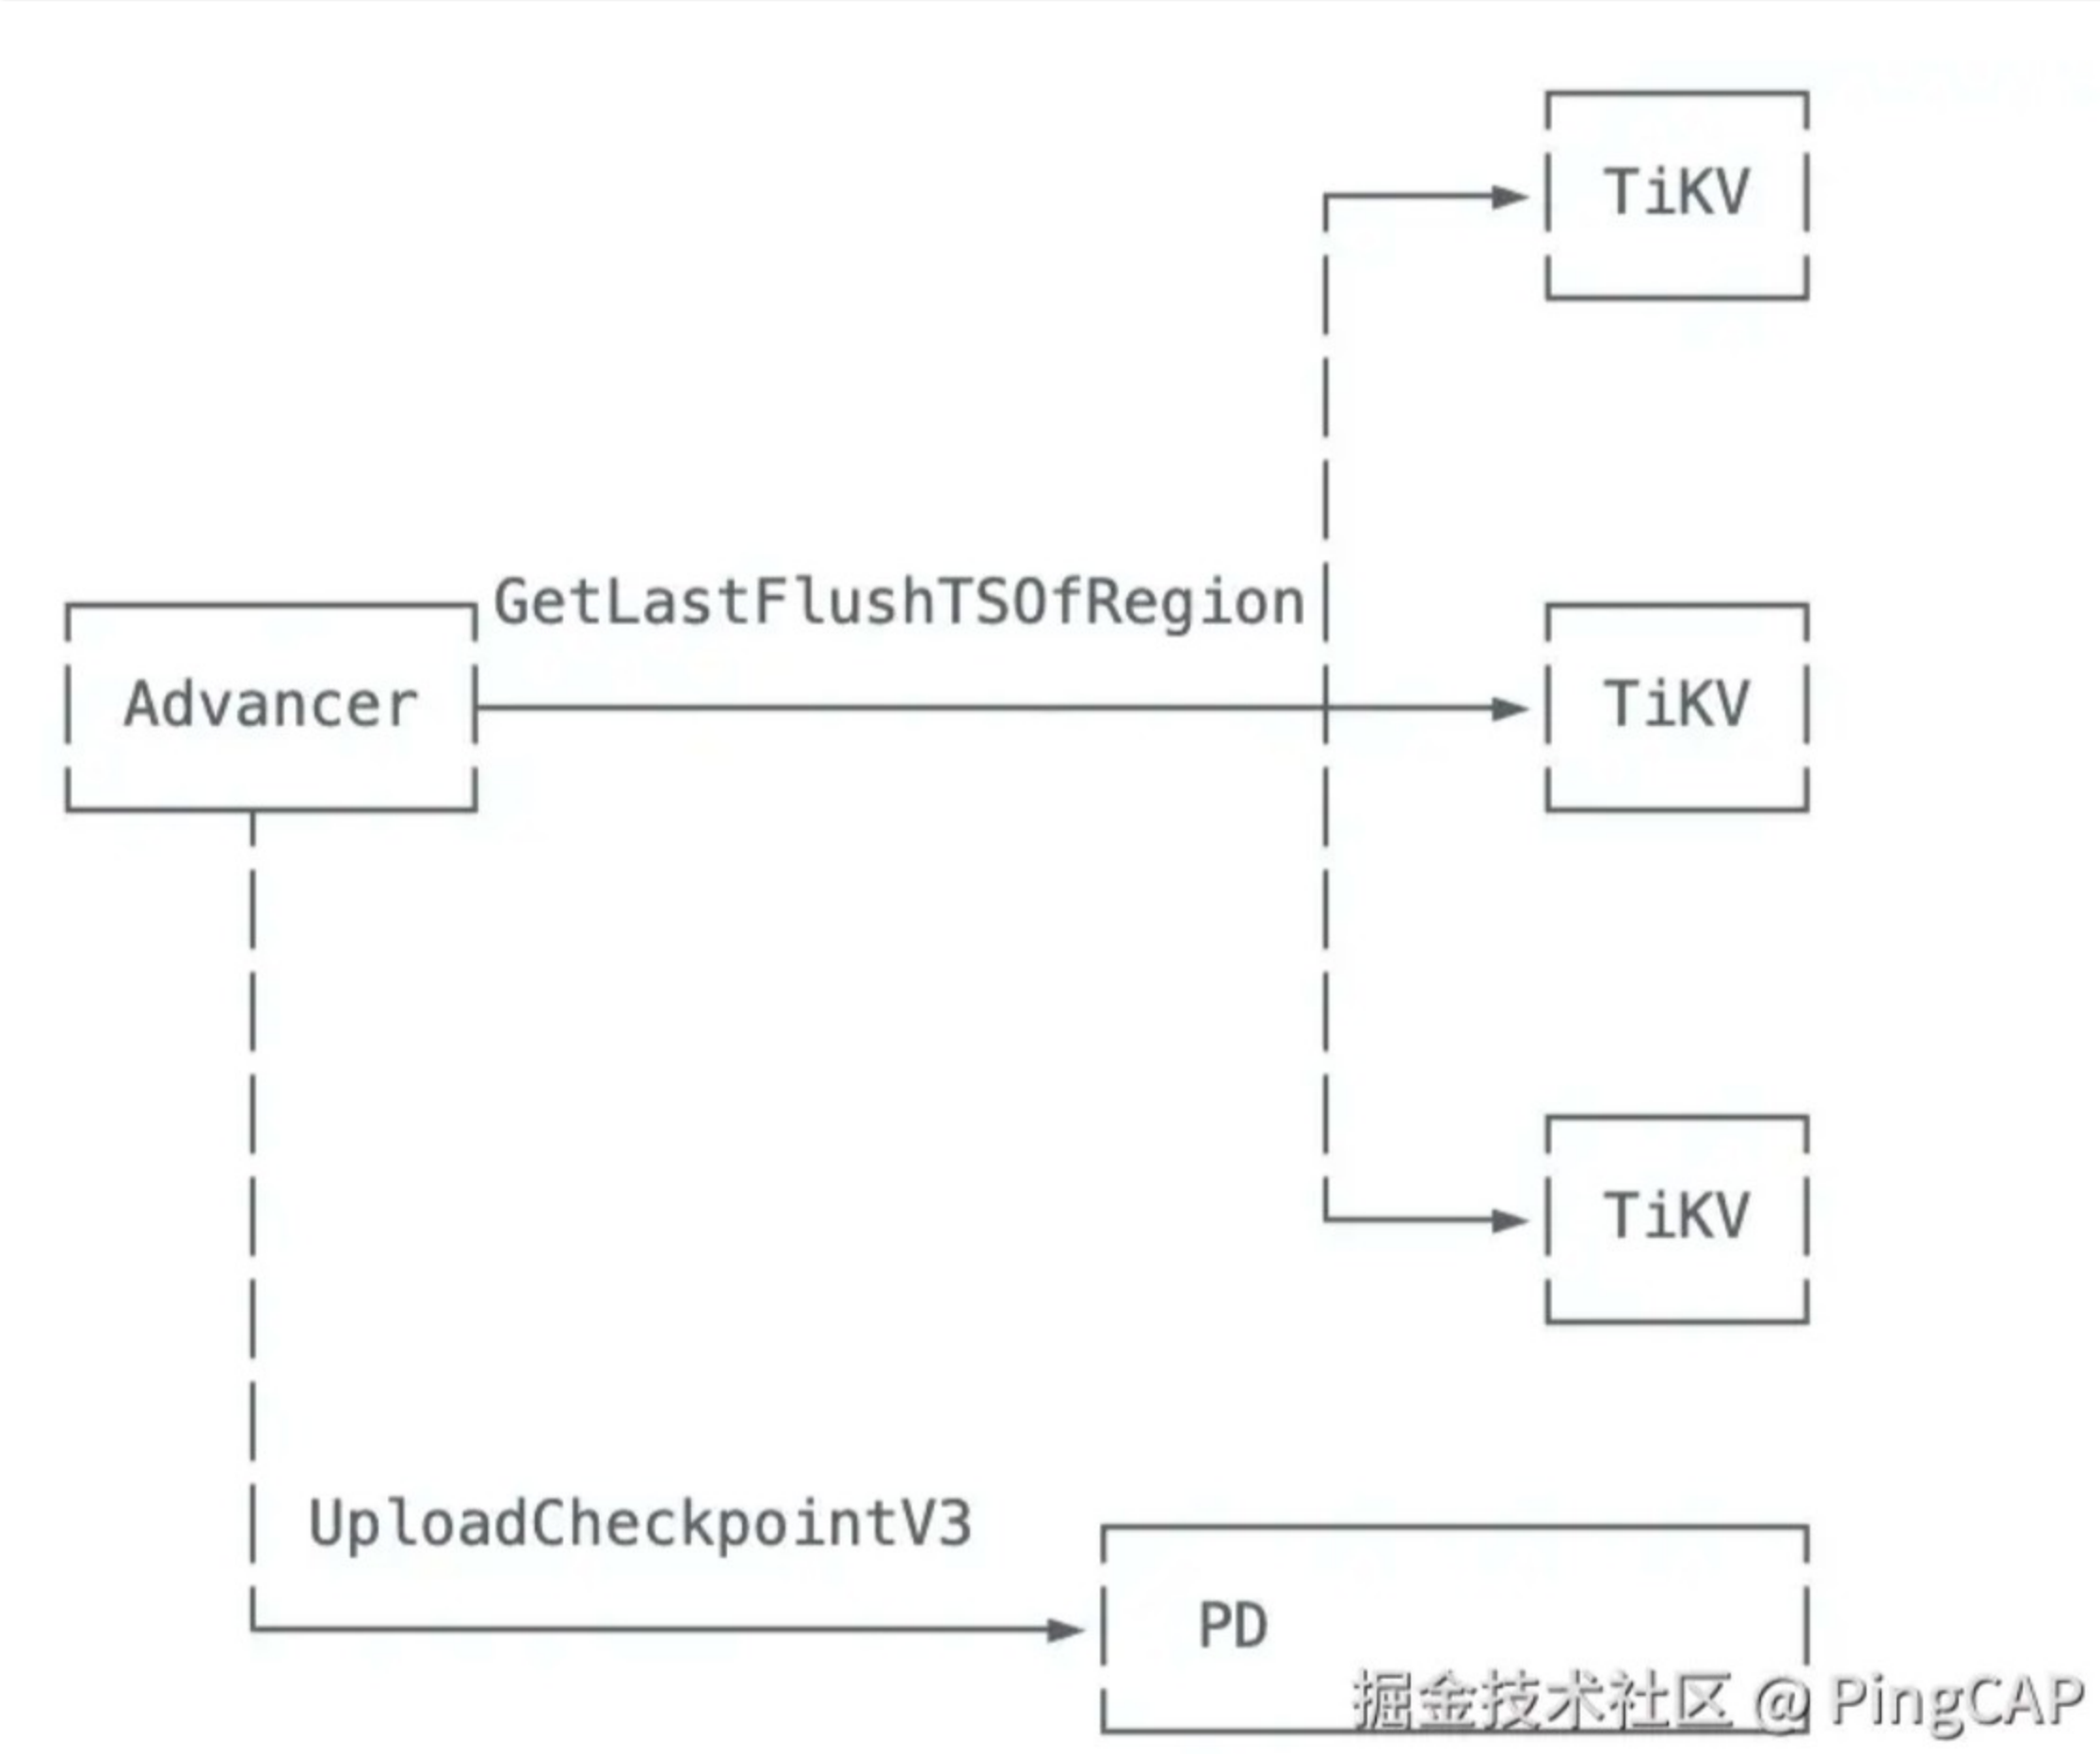 TiKV
GetLastFlushTSOfRegion
Advancer
TiKV
TiKV
UploadCheckpointV3
PD
掘金技术社区 @ PingCAP